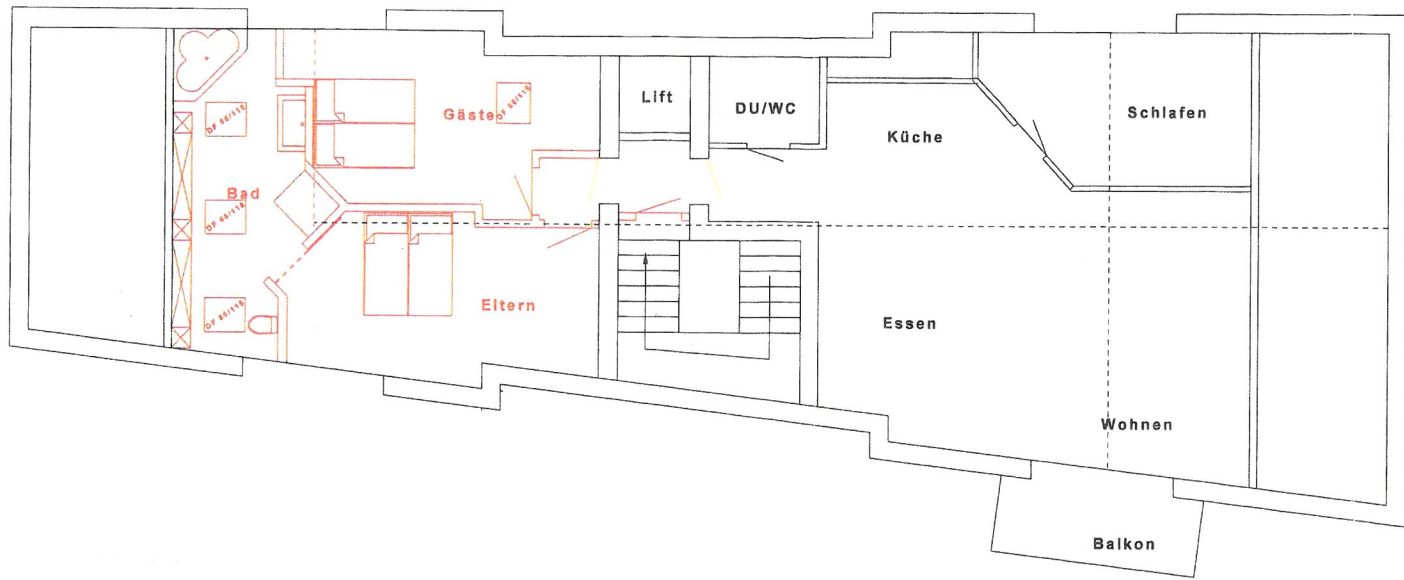 Lift
DU/WC
Schlafen
Gäste
Küche
Bad
Eltern
Essen
Wohnen
Balkon